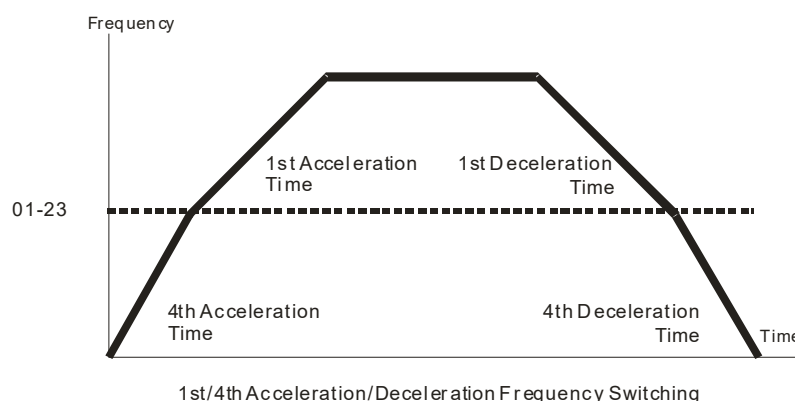 Frequency
1st Acceleration
Time
1st Deceleration
Time
01-23
4th Acceleration
Time
4th Deceleration
Time
Time
1st/4th Acceleration/Deceleration Frequency Switching